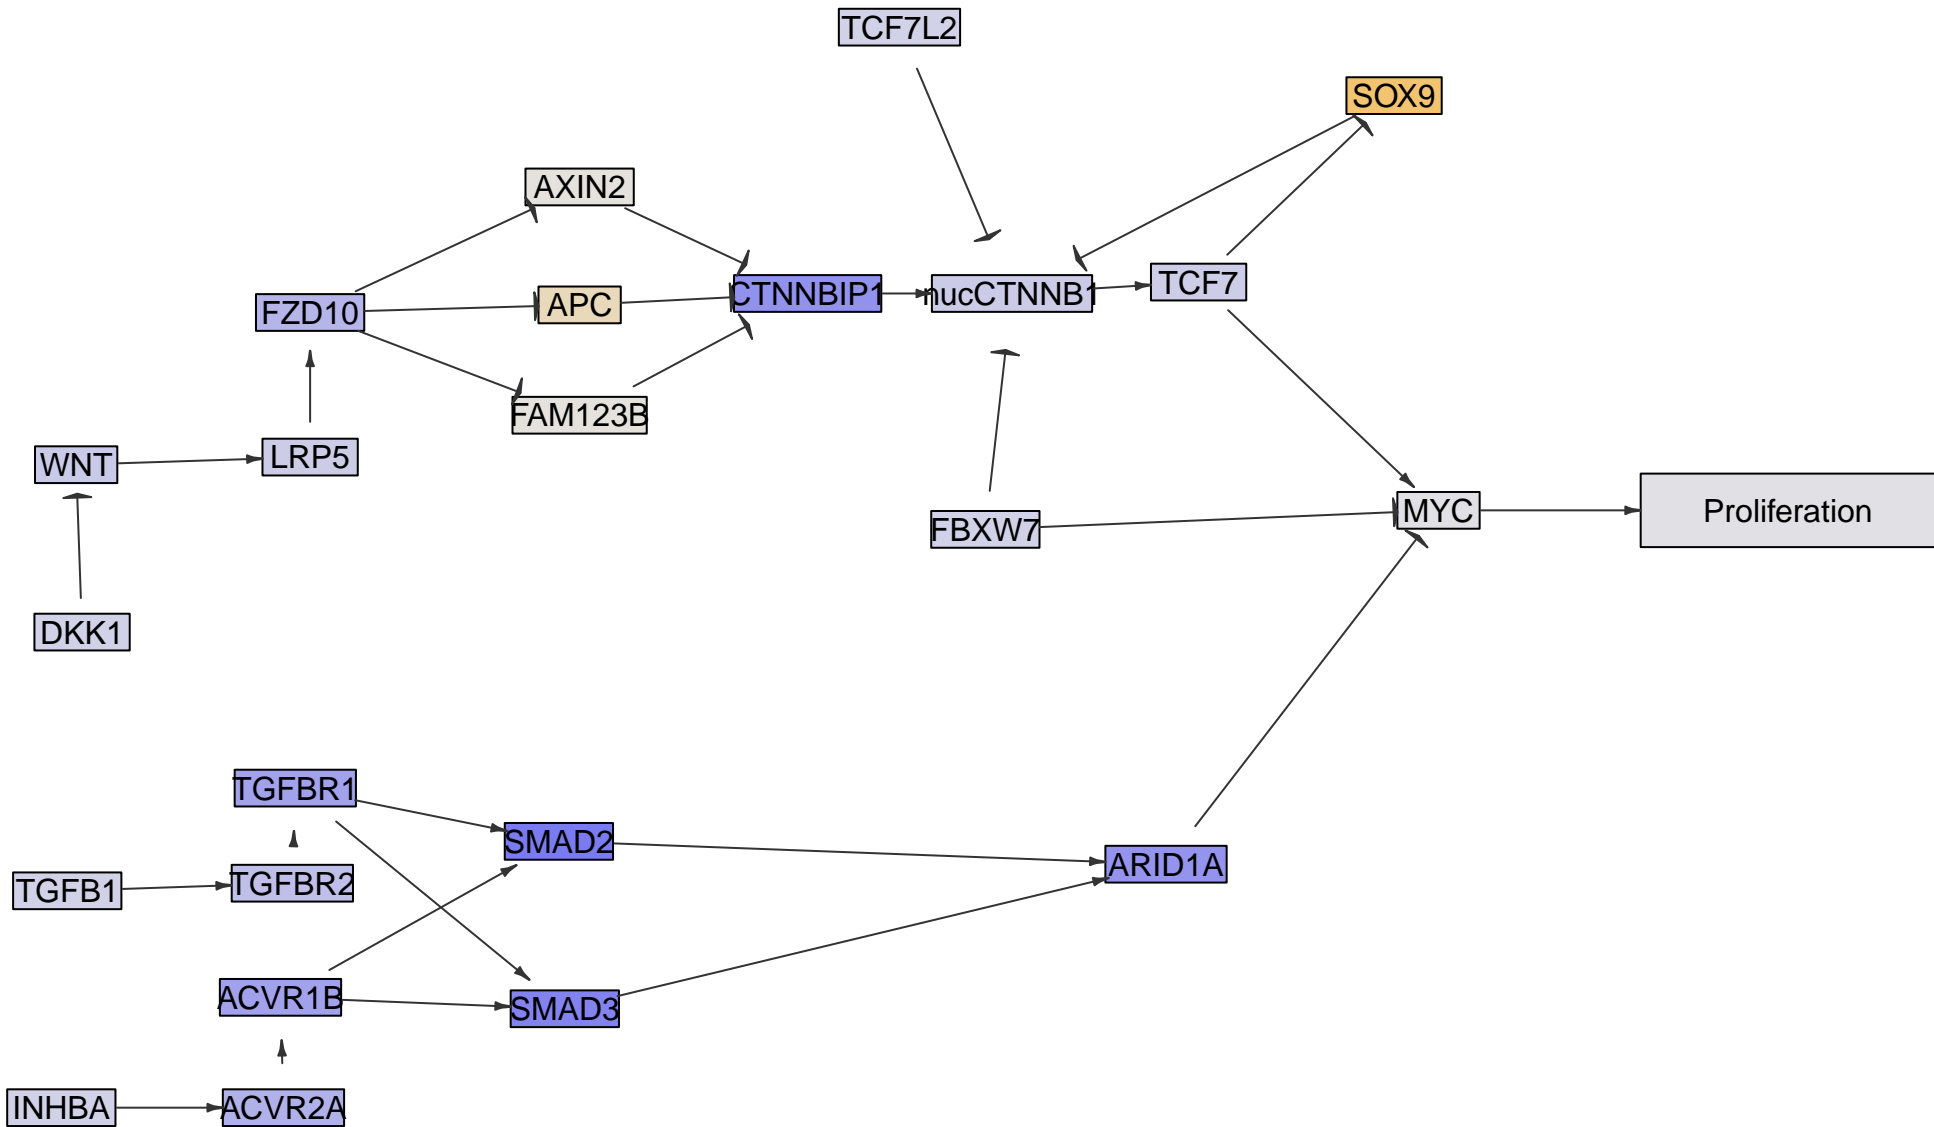 TCF7L2
SOX9
AXIN2
FZD10
APC
CTNNBIP1
nucCTNNB1
TCF7
FAM123B
WNT
LRP5
FBXW7
MYC
Proliferation
DKK1
TGFBR1
SMAD2
ARID1A
TGFB1
TGFBR2
ACVR1B
SMAD3
INHBA
ACVR2A